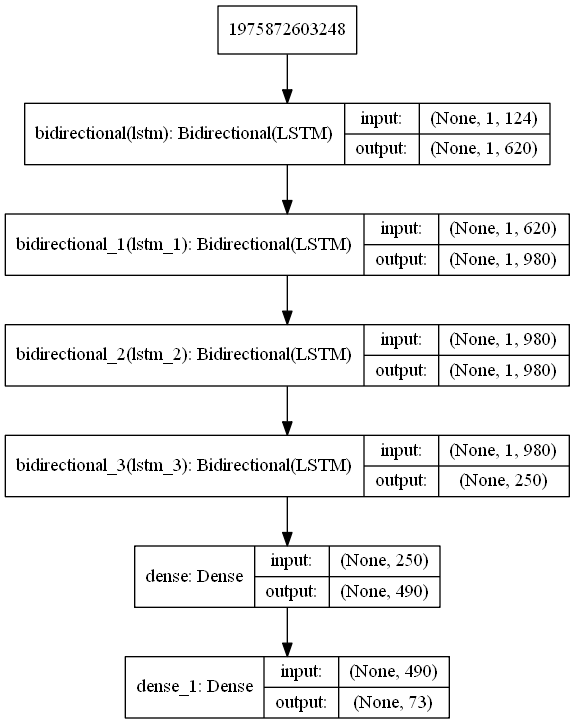 1975872603248
bidirectional(lstm): Bidirectional(LSTM)
input: (None, 1, 124)
output: (None, 1, 620)
bidirectional_1(lstm_1): Bidirectional(LSTM)
input: (None, 1, 620)
output: (None, 1, 980)
bidirectional_2(lstm_2): Bidirectional(LSTM)
input: (None, 1, 980)
output: (None, 1, 980)
bidirectional_3(lstm_3): Bidirectional(LSTM)
input: (None, 1, 980)
output: (None, 250)
dense: Dense
input: (None, 250)
output: (None, 490)
dense_1: Dense
input: (None, 490)
output: (None, 73)